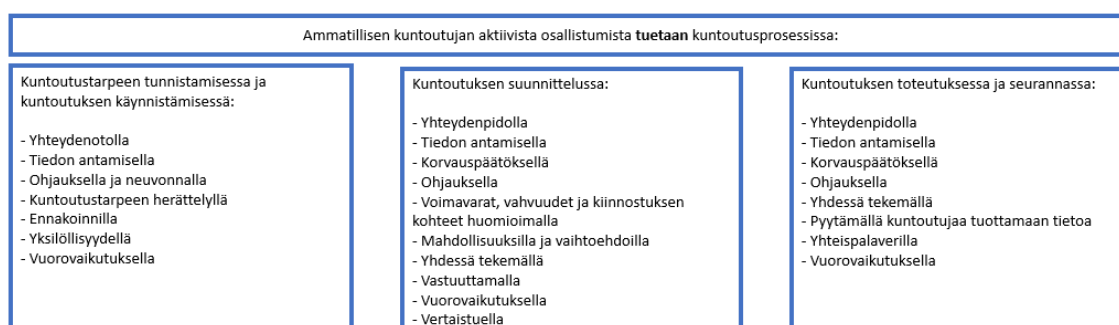 Ammatillisen kuntoutujan aktiivista osallistumista tuetaan kuntoutusprosessissa:
Kuntoutustarpeen tunnistamisessa ja
kuntoutuksen käynnistämisessä:
- Yhteydenotolla
- Tiedon antamisella
- Ohjauksella ja neuvonnalla
- Kuntoutustarpeen herättelyllä
- Ennakoinnilla
- Yksilöllisyydellä
- Vuorovaikutuksella
Kuntoutuksen suunnittelussa:
- Yhteydenpidolla
- Tiedon antamisella
- Korvauspäätöksellä
- Ohjauksella
- Voimavarat, vahvuudet ja kiinnostuksen
kohteet huomioimalla
- Mahdollisuuksilla ja vaihtoehdoilla
- Yhdessä tekemällä
- Vastuuttamalla
- Vuorovaikutuksella
- Vertaistuella
Kuntoutuksen toteutuksessa ja seurannassa:
- Yhteydenpidolla
- Tiedon antamisella
- Korvauspäätöksellä
- Ohjauksella
- Yhdessä tekemällä
- Pyytämällä kuntoutujaa tuottamaan tietoa
- Yhteispalaverilla
- Vuorovaikutuksella